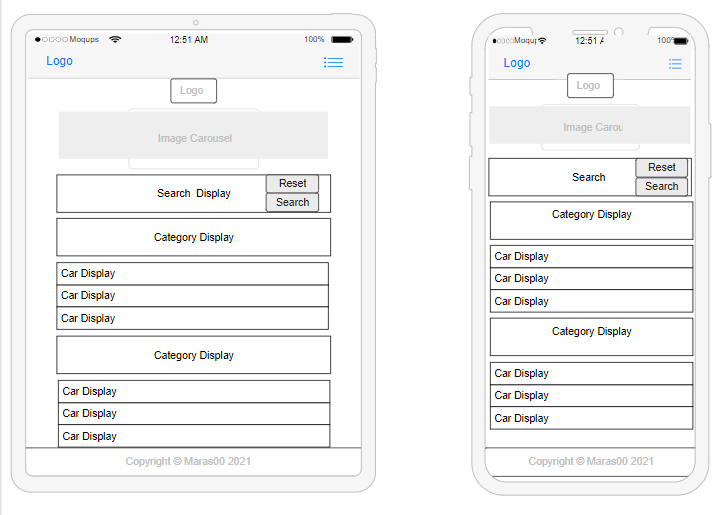 Moqups 12:51 AM 100%
Logo
Logo
Image Carousel
Search Display
Reset
Search
Category Display
Car Display
Car Display
Car Display
Category Display
Car Display
Car Display
Car Display
Copyright © Maras00 2021
Moqup 12:51 A 100%
Logo
Logo
Image Carou
Search
Reset
Search
Category Display
Car Display
Car Display
Car Display
Category Display
Car Display
Car Display
Car Display
Copyright © Maras00 2021